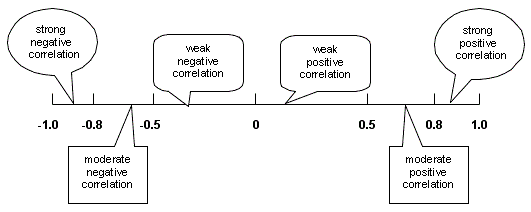 strong
negative
correlation
weak
negative
correlation
weak
positive
correlation
strong
positive
correlation
-1.0 -0.8 -0.5 0 0.5 0.8 1.0
moderate
negative
correlation
moderate
positive
correlation